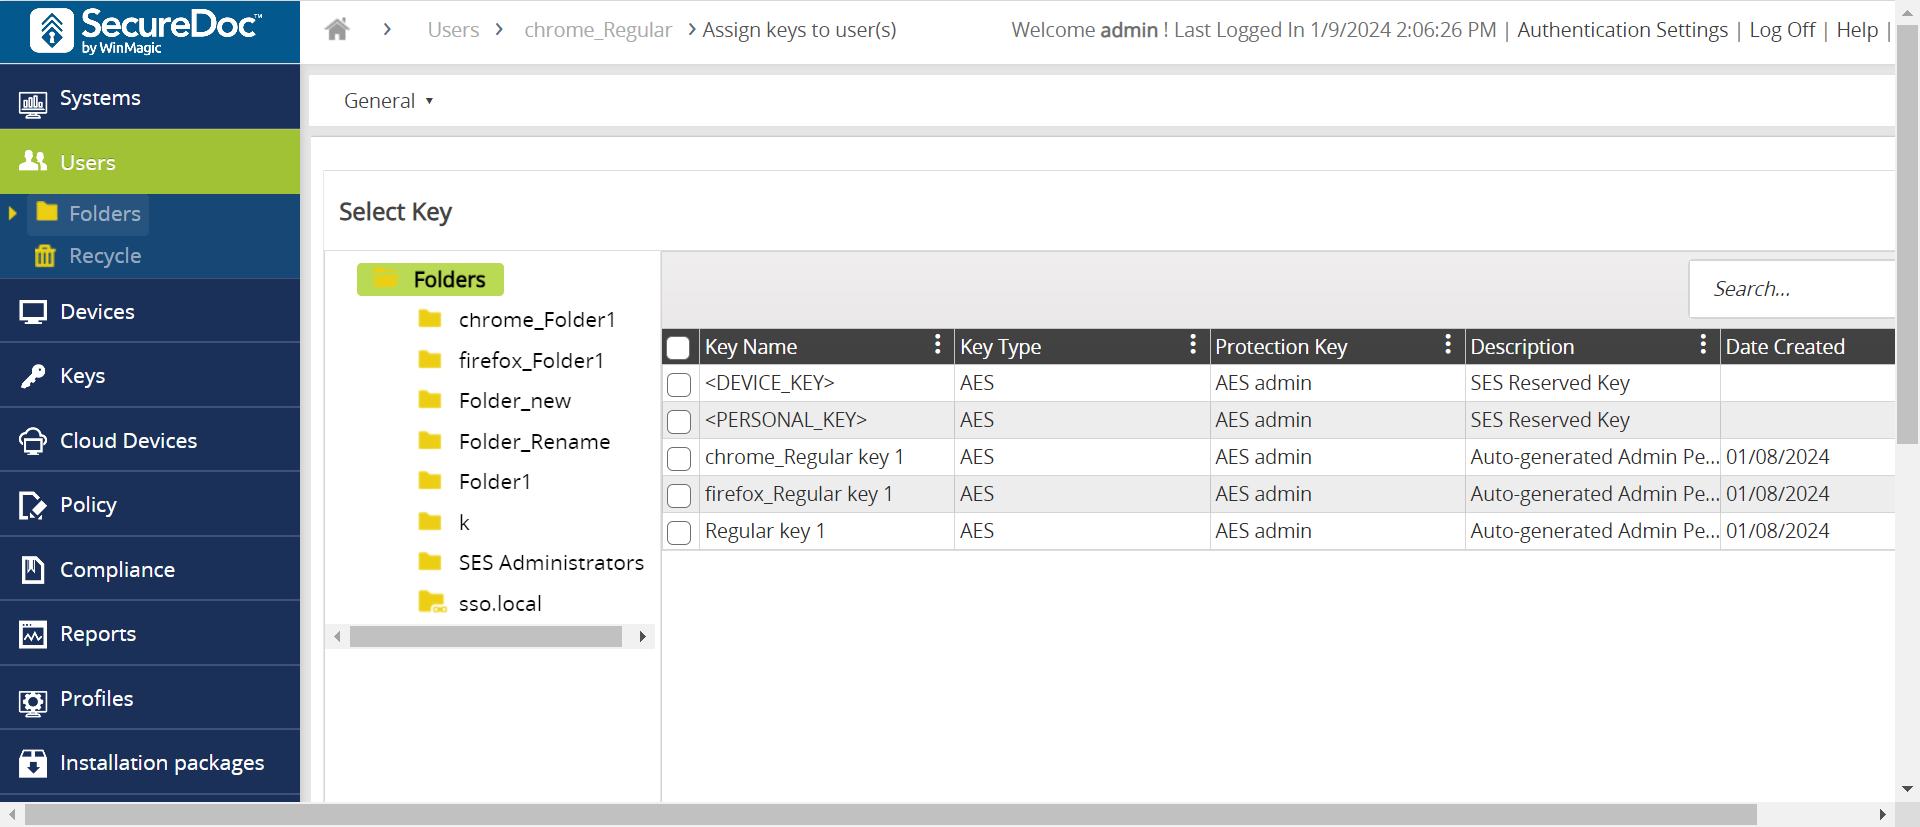 SecureDoc™
by WinMagic
Users chrome_Regular Assign keys to user(s)
Welcome admin ! Last Logged In 1/9/2024 2:06:26 PM | Authentication Settings | Log Off | Help |
Systems
Users
Folders
Recycle
Devices
Keys
Cloud Devices
Policy
Compliance
Reports
Profiles
Installation packages
General
Select Key
Folders
chrome_Folder1
firefox_Folder1
Folder_new
Folder_Rename
Folder1
k
SES Administrators
sso.local
Search...
Key Name Key Type Protection Key Description Date Created
<DEVICE_KEY> AES AES admin SES Reserved Key
<PERSONAL_KEY> AES AES admin SES Reserved Key
chrome_Regular key 1 AES AES admin Auto-generated Admin Pe... 01/08/2024
firefox_Regular key 1 AES AES admin Auto-generated Admin Pe... 01/08/2024
Regular key 1 AES AES admin Auto-generated Admin Pe... 01/08/2024